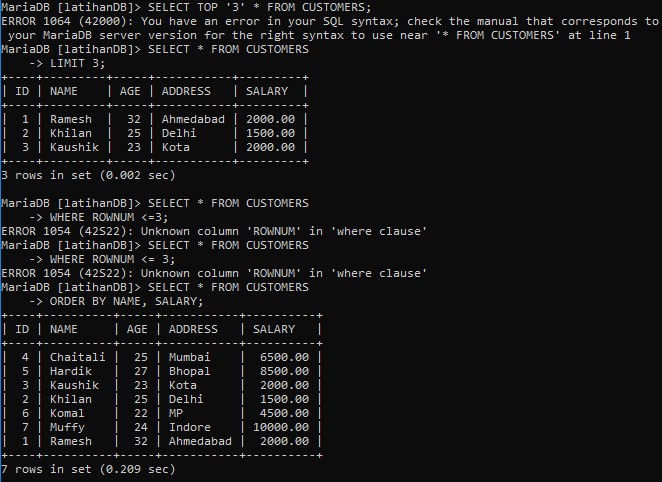 MariaDB [latihanDB]> SELECT TOP '3' * FROM CUSTOMERS;
ERROR 1064 (42000): You have an error in your SQL syntax; check the manual that corresponds to
 your MariaDB server version for the right syntax to use near '* FROM CUSTOMERS' at line 1
MariaDB [latihanDB]> SELECT * FROM CUSTOMERS
    -> LIMIT 3;
+----+---------+-----+-----------+---------+
| ID | NAME    | AGE | ADDRESS   | SALARY  |
+----+---------+-----+-----------+---------+
|  1 | Ramesh  |  32 | Ahmedabad | 2000.00 |
|  2 | Khilan  |  25 | Delhi     | 1500.00 |
|  3 | Kaushik |  23 | Kota      | 2000.00 |
+----+---------+-----+-----------+---------+
3 rows in set (0.002 sec)

MariaDB [latihanDB]> SELECT * FROM CUSTOMERS
    -> WHERE ROWNUM <=3;
ERROR 1054 (42S22): Unknown column 'ROWNUM' in 'where clause'
MariaDB [latihanDB]> SELECT * FROM CUSTOMERS
    -> WHERE ROWNUM <= 3;
ERROR 1054 (42S22): Unknown column 'ROWNUM' in 'where clause'
MariaDB [latihanDB]> SELECT * FROM CUSTOMERS
    -> ORDER BY NAME, SALARY;
+----+----------+-----+-----------+----------+
| ID | NAME     | AGE | ADDRESS   | SALARY   |
+----+----------+-----+-----------+----------+
|  4 | Chaitali |  25 | Mumbai    |  6500.00 |
|  5 | Hardik   |  27 | Bhopal    |  8500.00 |
|  3 | Kaushik  |  23 | Kota      |  2000.00 |
|  2 | Khilan   |  25 | Delhi     |  1500.00 |
|  6 | Komal    |  22 | MP        |  4500.00 |
|  7 | Muffy    |  24 | Indore    | 10000.00 |
|  1 | Ramesh   |  32 | Ahmedabad |  2000.00 |
+----+----------+-----+-----------+----------+
7 rows in set (0.209 sec)